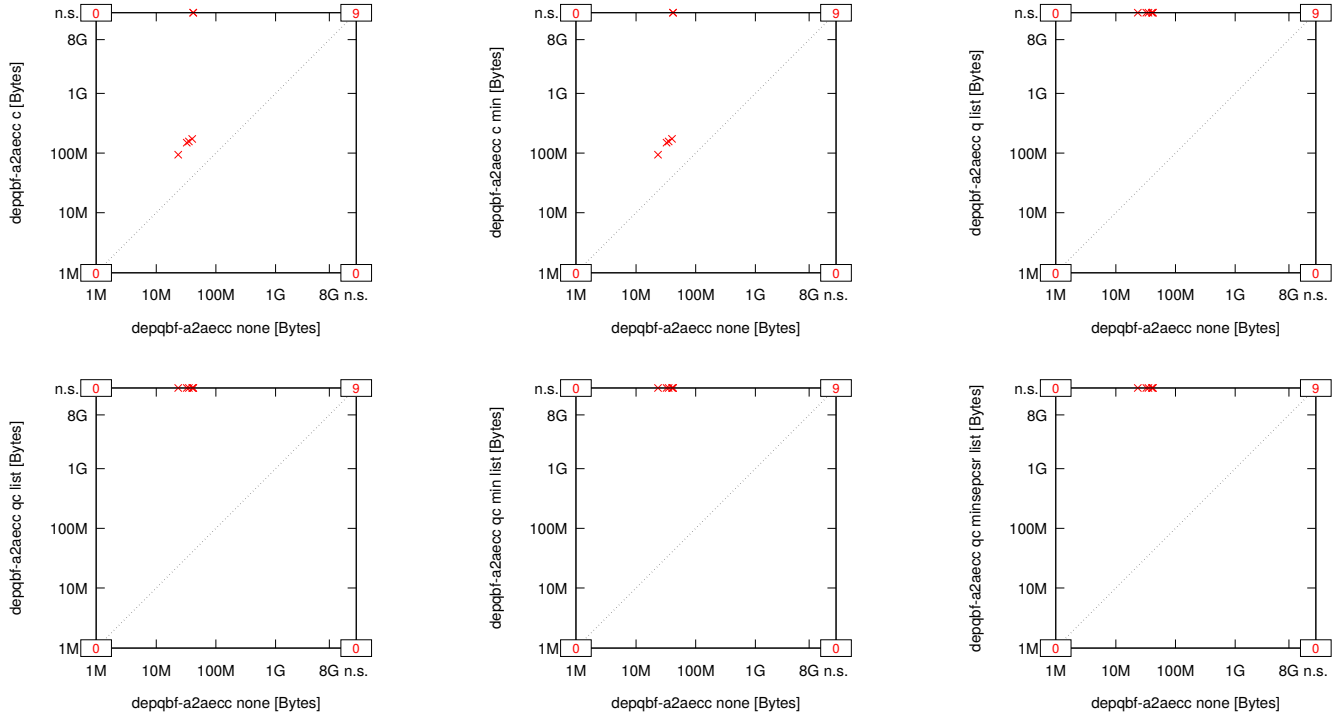 n.s. 0 9
8G
1G
100M
10M
1M 0 0
1M 10M 100M 1G 8G n.s.
depqbf-a2aecc none [Bytes]
depqbf-a2aecc c [Bytes]
n.s. 0 9
8G
1G
100M
10M
1M 0 0
1M 10M 100M 1G 8G n.s.
depqbf-a2aecc none [Bytes]
depqbf-a2aecc c min [Bytes]
n.s. 0 9
8G
1G
100M
10M
1M 0 0
1M 10M 100M 1G 8G n.s.
depqbf-a2aecc none [Bytes]
depqbf-a2aecc q list [Bytes]
n.s. 0 9
8G
1G
100M
10M
1M 0 0
1M 10M 100M 1G 8G n.s.
depqbf-a2aecc none [Bytes]
depqbf-a2aecc qc list [Bytes]
n.s. 0 9
8G
1G
100M
10M
1M 0 0
1M 10M 100M 1G 8G n.s.
depqbf-a2aecc none [Bytes]
depqbf-a2aecc qc min list [Bytes]
n.s. 0 9
8G
1G
100M
10M
1M 0 0
1M 10M 100M 1G 8G n.s.
depqbf-a2aecc none [Bytes]
depqbf-a2aecc qc minsepcsr list [Bytes]